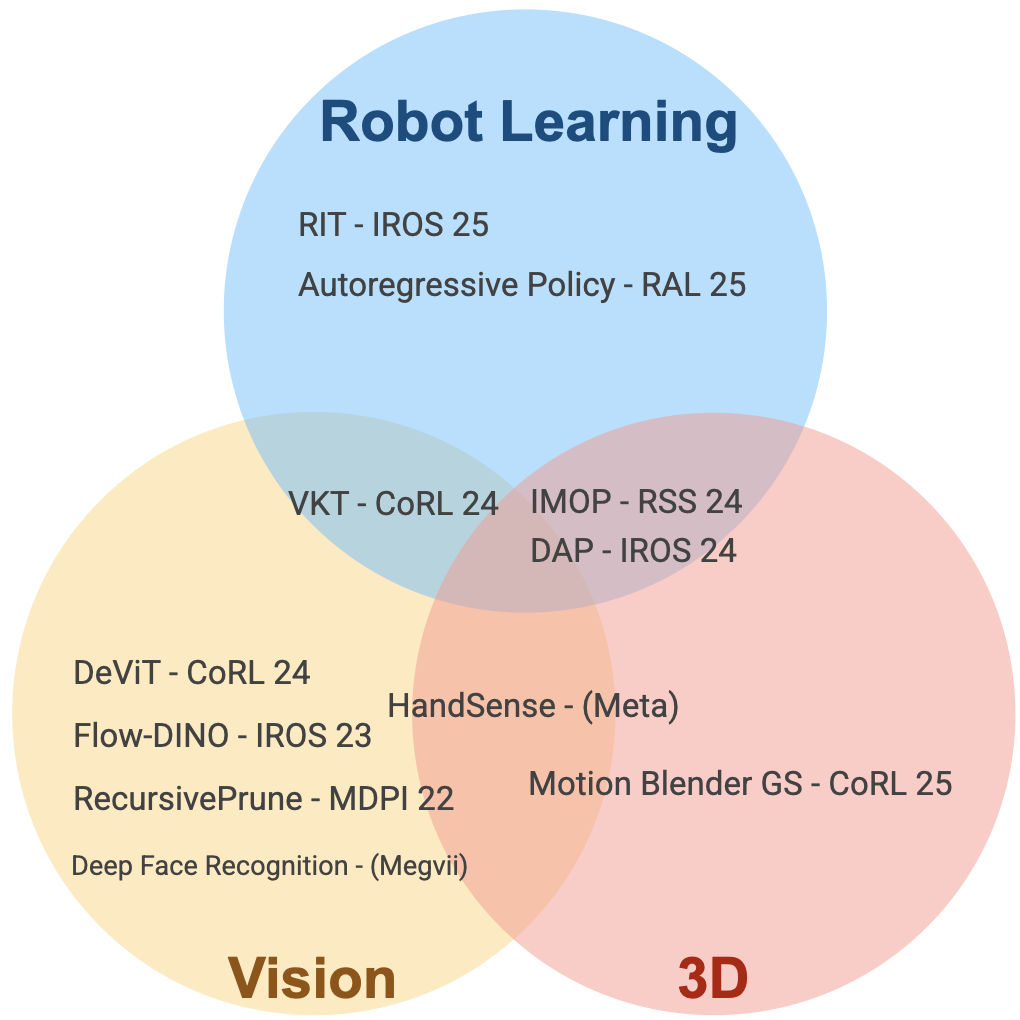 Robot Learning
RIT - IROS 25
Autoregressive Policy - RAL 25
VKT - CoRL 24
IMOP - RSS 24
DAP - IROS 24
DeViT - CoRL 24
HandSense - (Meta)
Flow-DINO - IROS 23
Motion Blender GS - CoRL 25
RecursivePrune - MDPI 22
Deep Face Recognition - (Megvii)
Vision
3D